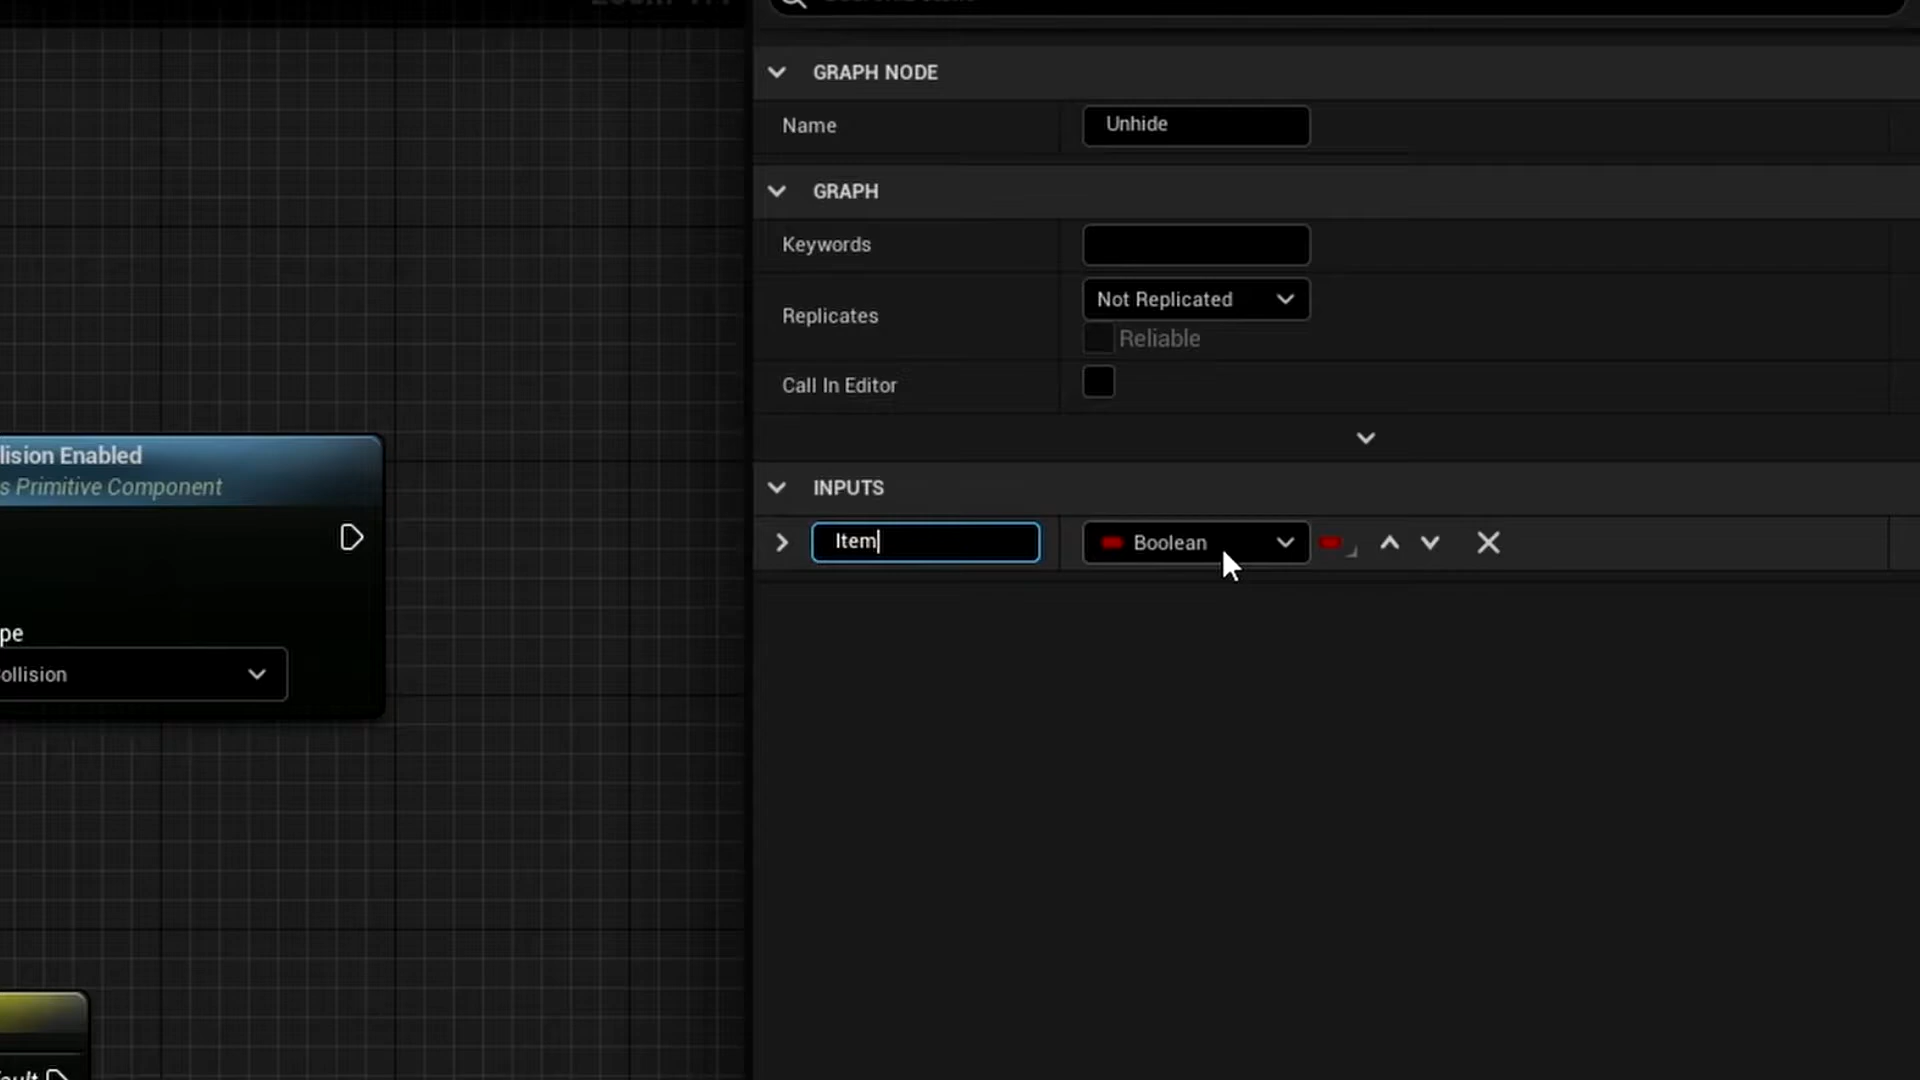 GRAPH NODE
Name
Unhide
GRAPH
Keywords
Replicates
Not Replicated
Reliable
Call In Editor
lision Enabled
s Primitive Component
INPUTS
Item
Boolean
pe
ollision